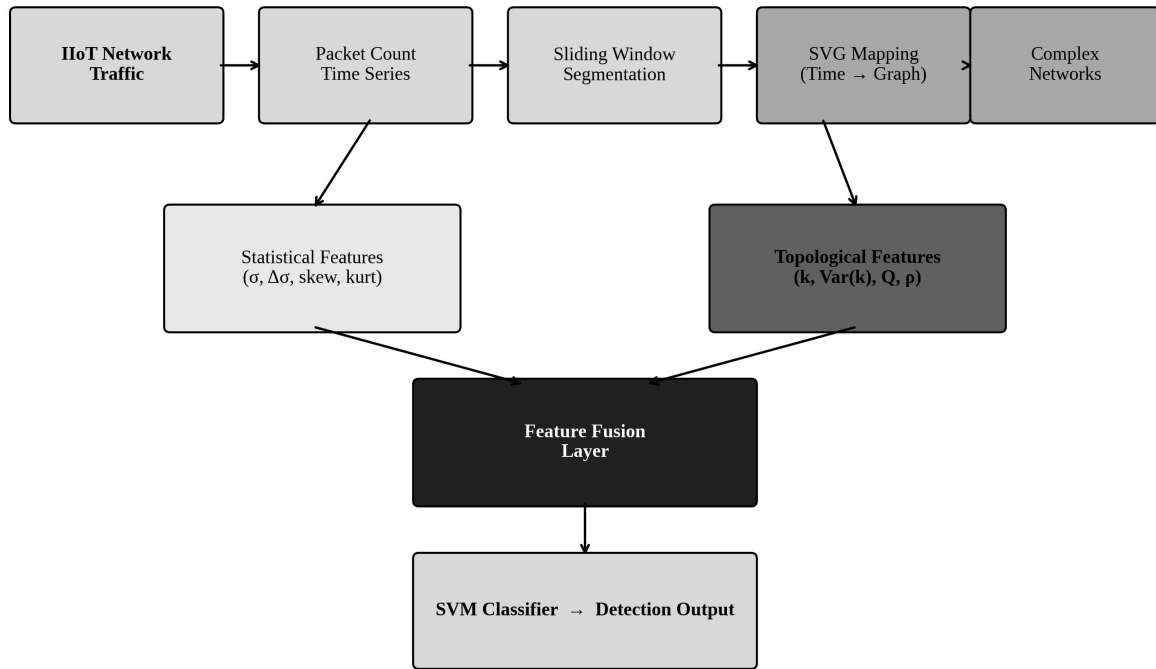 IIoT Network
Traffic
Packet Count
Time Series
Sliding Window
Segmentation
SVG Mapping
(Time → Graph)
Complex
Networks
Statistical Features
(σ, Δσ, skew, kurt)
Topological Features
(k, Var(k), Q, ρ)
Feature Fusion
Layer
SVM Classifier → Detection Output